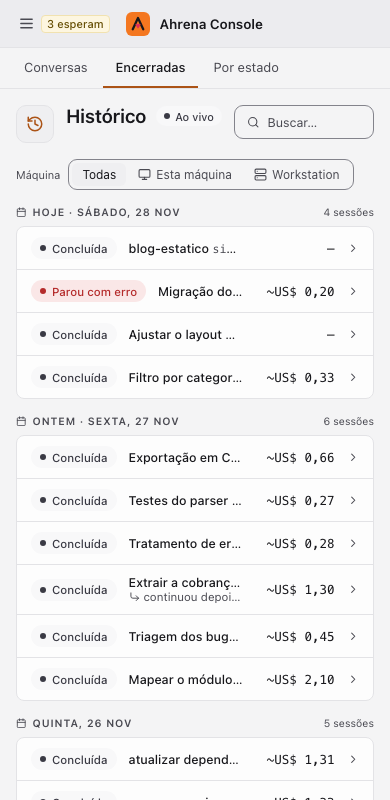 3 esperam Ahrena Console
Conversas Encerradas Por estado
Histórico Ao vivo Buscar...
Máquina Todas Esta máquina Workstation
HOJE · SÁBADO, 28 NOV 4 sessões
Concluída blog-estatico si... —
Parou com erro Migração do... ~US$ 0,20
Concluída Ajustar o layout ... —
Concluída Filtro por categor... ~US$ 0,33
ONTEM · SEXTA, 27 NOV 6 sessões
Concluída Exportação em C... ~US$ 0,66
Concluída Testes do parser ... ~US$ 0,27
Concluída Tratamento de er... ~US$ 0,28
Concluída Extrair a cobranç... ~US$ 1,30
continuou depoi...
Concluída Triagem dos bug... ~US$ 0,45
Concluída Mapear o módulo... ~US$ 2,10
QUINTA, 26 NOV 5 sessões
Concluída atualizar depend... ~US$ 1,31